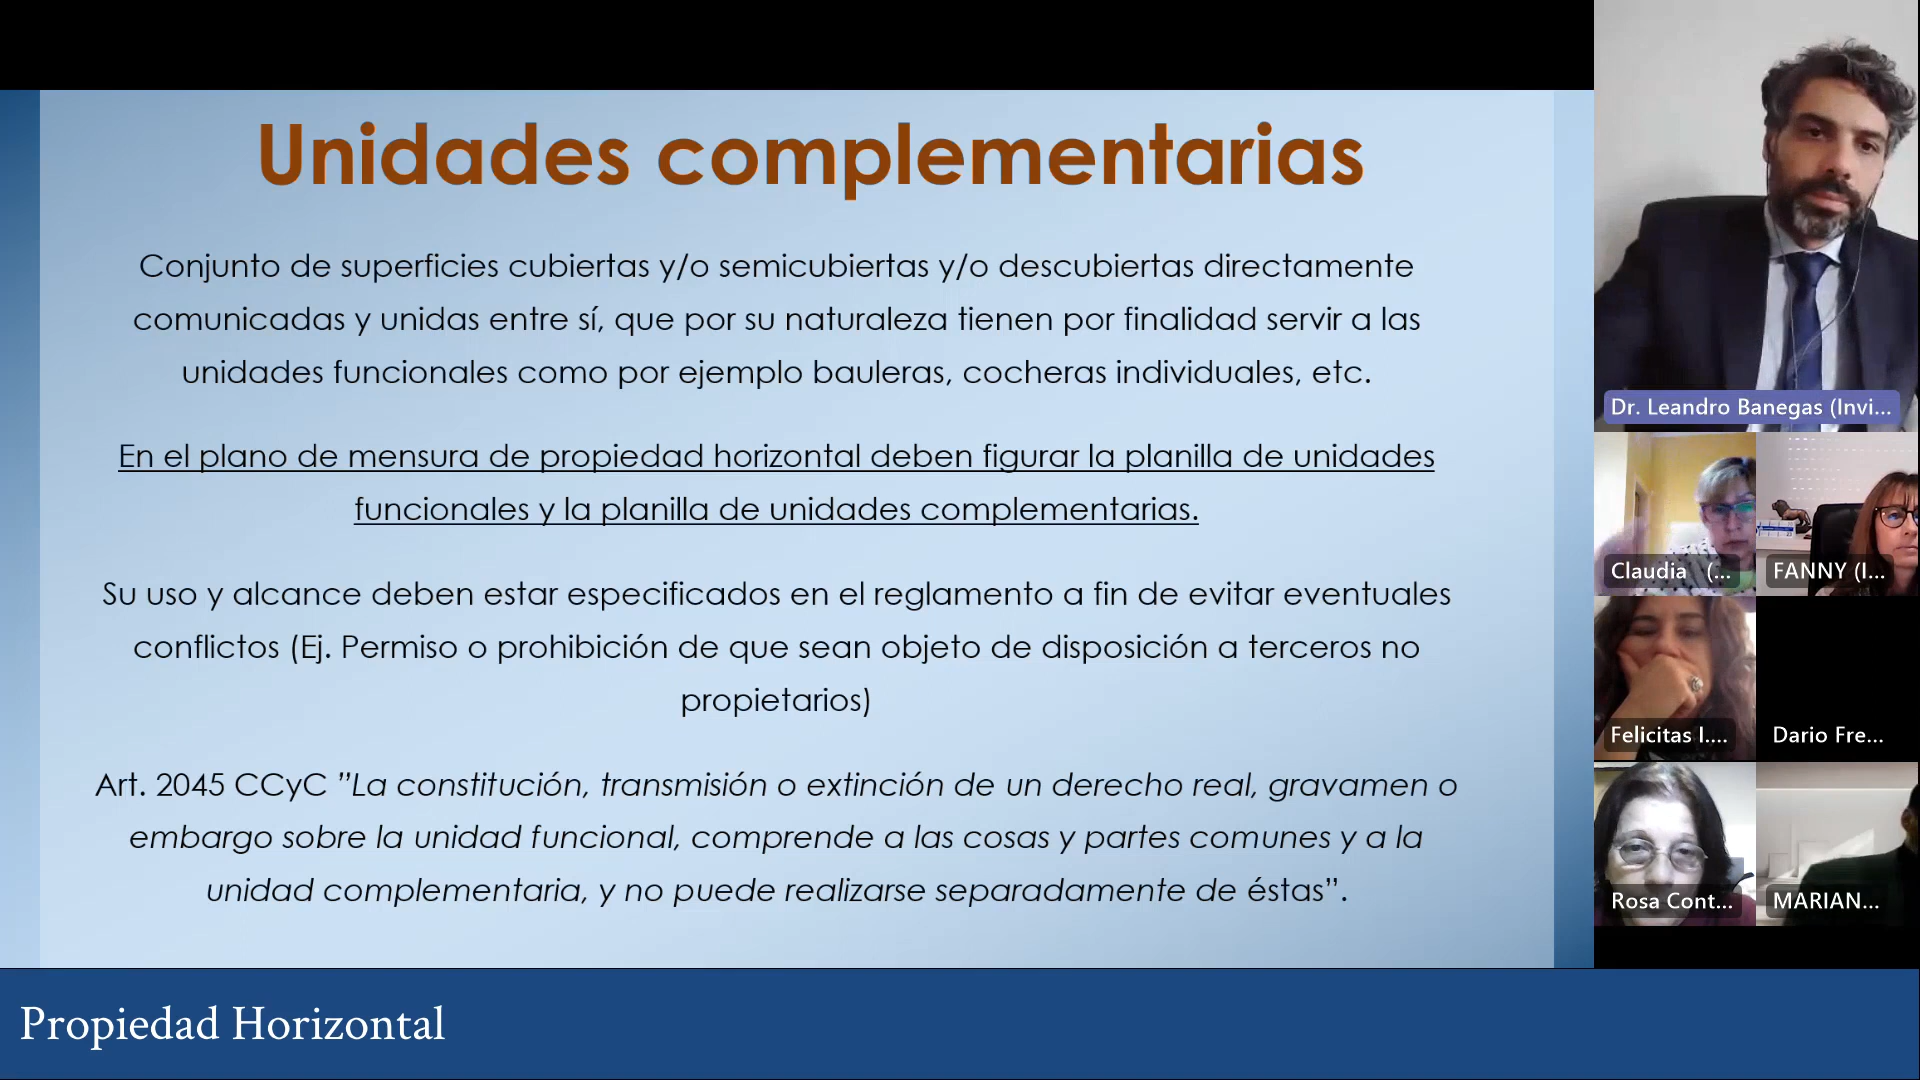 Unidades complementarias
Conjunto de superficies cubiertas y/o semicubiertas y/o descubiertas directamente
comunicadas y unidas entre sí, que por su naturaleza tienen por finalidad servir a las
unidades funcionales como por ejemplo bauleras, cocheras individuales, etc.
En el plano de mensura de propiedad horizontal deben figurar la planilla de unidades
funcionales y la planilla de unidades complementarias.
Su uso y alcance deben estar especificados en el reglamento a fin de evitar eventuales
conflictos (Ej. Permiso o prohibición de que sean objeto de disposición a terceros no
propietarios)
Art. 2045 CCyC ”La constitución, transmisión o extinción de un derecho real, gravamen o
embargo sobre la unidad funcional, comprende a las cosas y partes comunes y a la
unidad complementaria, y no puede realizarse separadamente de éstas”.
Dr. Leandro Banegas (Invi...
Claudia (...
FANNY (I...
Felicitas I....
Dario Fre...
Rosa Cont...
MARIAN...
Propiedad Horizontal